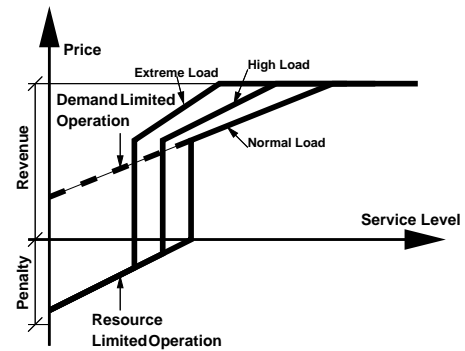 Price
Extreme Load
High Load
Demand Limited
Operation
Normal Load
Revenue
Service Level
Penalty
Resource
Limited Operation